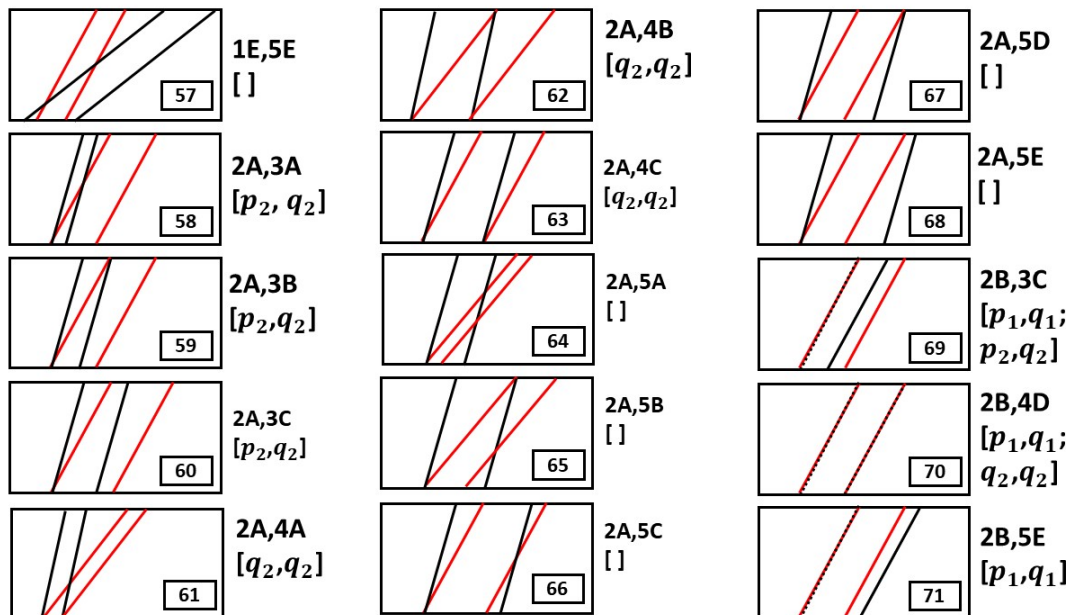 1E,5E
[ ]
57
2A,3A
[p₂, q₂]
58
2A,3B
[p₂,q₂]
59
2A,3C
[p₂,q₂]
60
2A,4A
[q₂,q₂]
61
2A,4B
[q₂,q₂]
62
2A,4C
[q₂,q₂]
63
2A,5A
[ ]
64
2A,5B
[ ]
65
2A,5C
[ ]
66
2A,5D
[ ]
67
2A,5E
[ ]
68
2B,3C
[p₁,q₁;
p₂,q₂]
69
2B,4D
[p₁,q₁;
q₂,q₂]
70
2B,5E
[p₁,q₁]
71